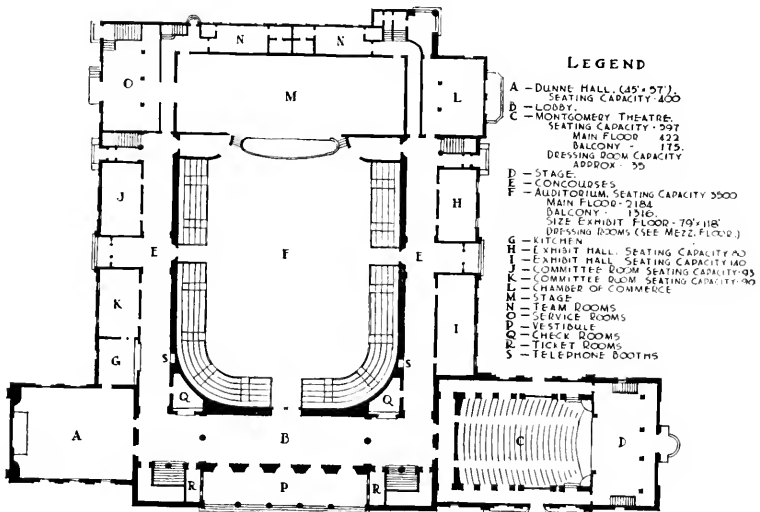 LEGEND
A – DUNNE HALL. (45' x 57').
SEATING CAPACITY - 400
B – LOBBY.
C – MONTGOMERY THEATRE.
SEATING CAPACITY - 597
MAIN FLOOR 422
BALCONY - 175.
DRESSING ROOM CAPACITY
APPROX - 35
D – STAGE.
E – CONCOURSES
F – AUDITORIUM, SEATING CAPACITY 3500
MAIN FLOOR - 2184
BALCONY - 1316.
SIZE EXHIBIT FLOOR - 79' x 118'
DRESSING ROOMS (SEE MEZZ. FLOOR.)
G – KITCHEN
H – EXHIBIT HALL. SEATING CAPACITY 80
I – EXHIBIT HALL SEATING CAPACITY 140
J – COMMITTEE ROOM SEATING CAPACITY - 93
K – COMMITTEE ROOM SEATING CAPACITY - 90
L – CHAMBER OF COMMERCE
M – STAGE
N – TEAM ROOMS
O – SERVICE ROOMS
P – VESTIBULE
Q – CHECK ROOMS
R – TICKET ROOMS
S – TELEPHONE BOOTHS
N N
O M L
J H
E F E
K I
G S S
Q Q
A B C D
R P R